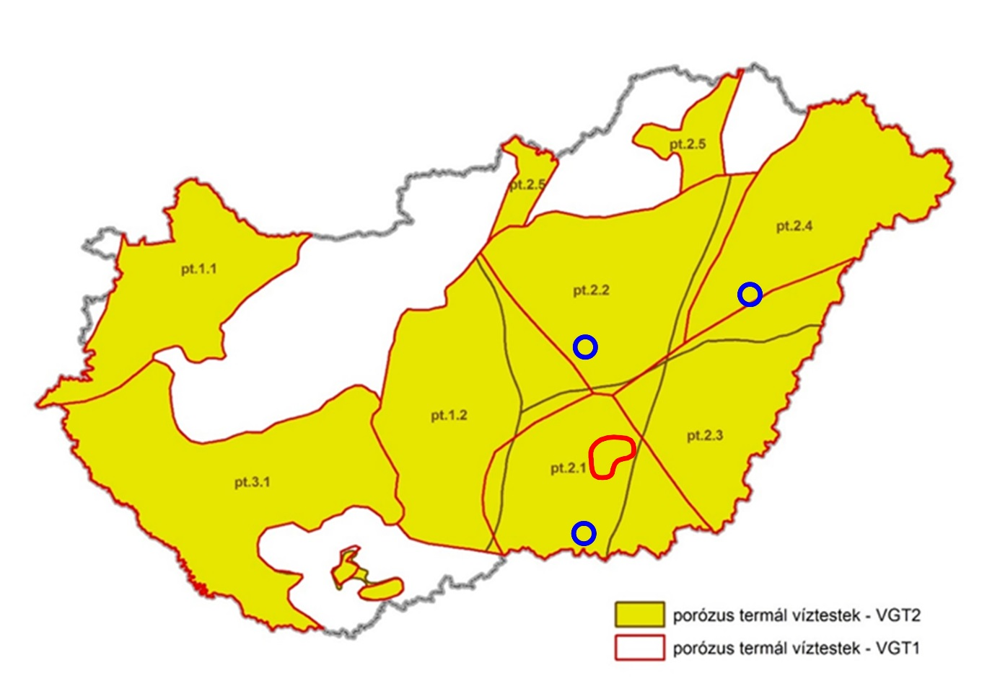 pt.2.5
pt.2.5
pt.2.4
pt.1.1
pt.2.2
pt.1.2
pt.2.3
pt.2.1
pt.3.1
porózus termál víztestek - VGT2
porózus termál víztestek - VGT1